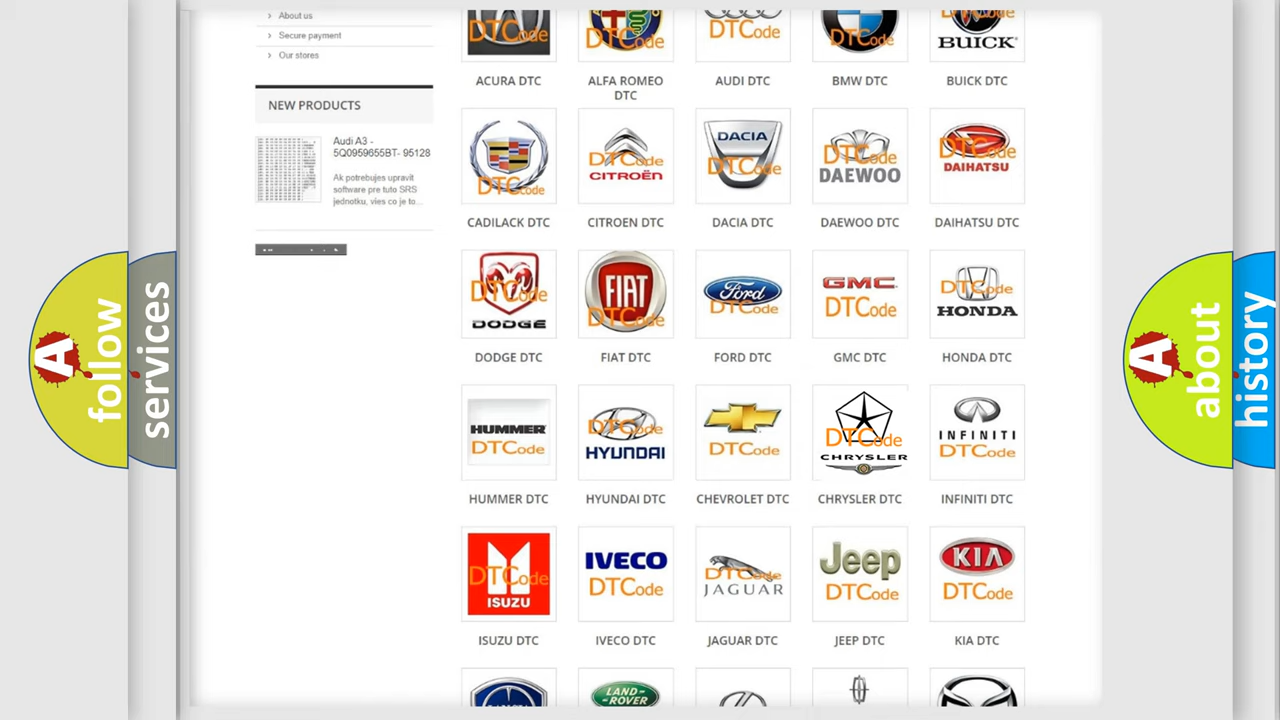 About us
Secure payment
Our stores
NEW PRODUCTS
Audi A3 -
5Q0959655BT- 95128
Ak potrebujes upravit
software pre tuto SRS
jednotku, vies co je to...
DTCode
DTCode
DTCode
DTCode
BUICK
ACURA DTC
ALFA ROMEO
DTC
AUDI DTC
BMW DTC
BUICK DTC
DTCode
DTCode
CITROËN
DACIA
DTCode
DTCode
DAEWOO
DTCode
DAIHATSU
CADILACK DTC
CITROEN DTC
DACIA DTC
DAEWOO DTC
DAIHATSU DTC
DTCode
DODGE
FIAT
DTCode
Ford
DTCode
GMC
DTCode
DTCode
HONDA
DODGE DTC
FIAT DTC
FORD DTC
GMC DTC
HONDA DTC
HUMMER
DTCode
DTCode
HYUNDAI
DTCode
DTCode
CHRYSLER
INFINITI
DTCode
HUMMER DTC
HYUNDAI DTC
CHEVROLET DTC
CHRYSLER DTC
INFINITI DTC
DTCode
ISUZU
IVECO
DTCode
DTCode
JAGUAR
Jeep
DTCode
KIA
DTCode
ISUZU DTC
IVECO DTC
JAGUAR DTC
JEEP DTC
KIA DTC
LAND-
ROVER
A follow
services
A about
history